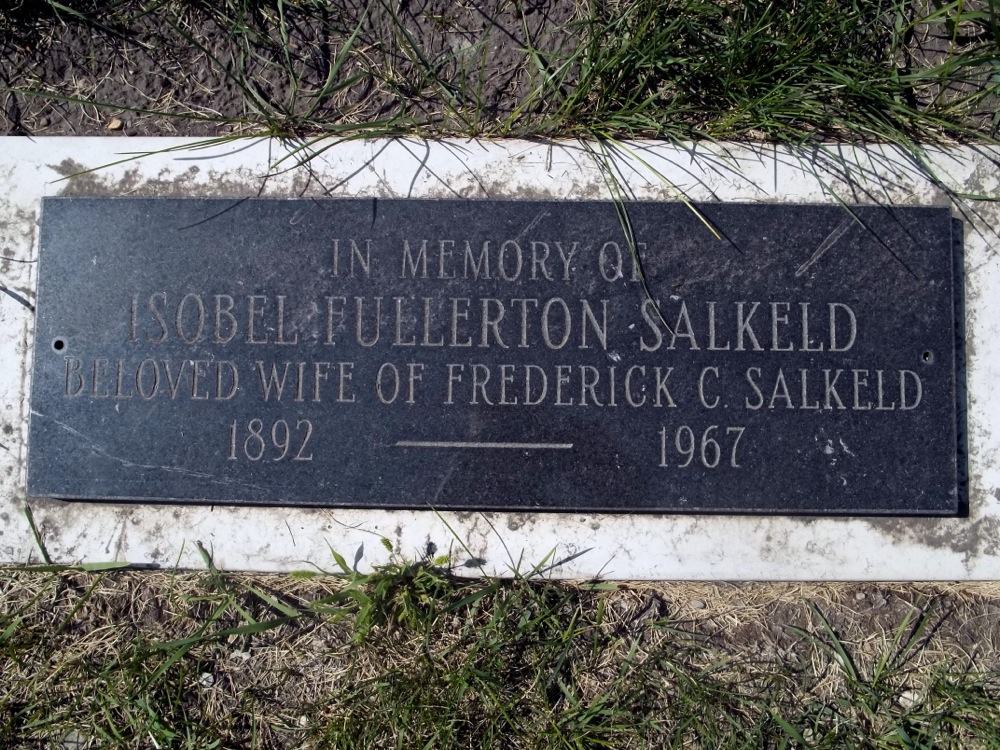 IN MEMORY OF
ISOBEL FULLERTON SALKELD
BELOVED WIFE OF FREDERICK C. SALKELD
1892 ——— 1967